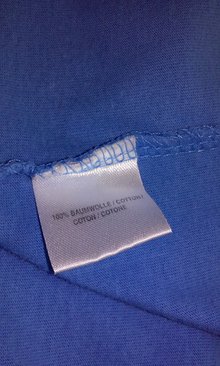 100% BAUMWOLLE / COTTON
COTON / COTONE